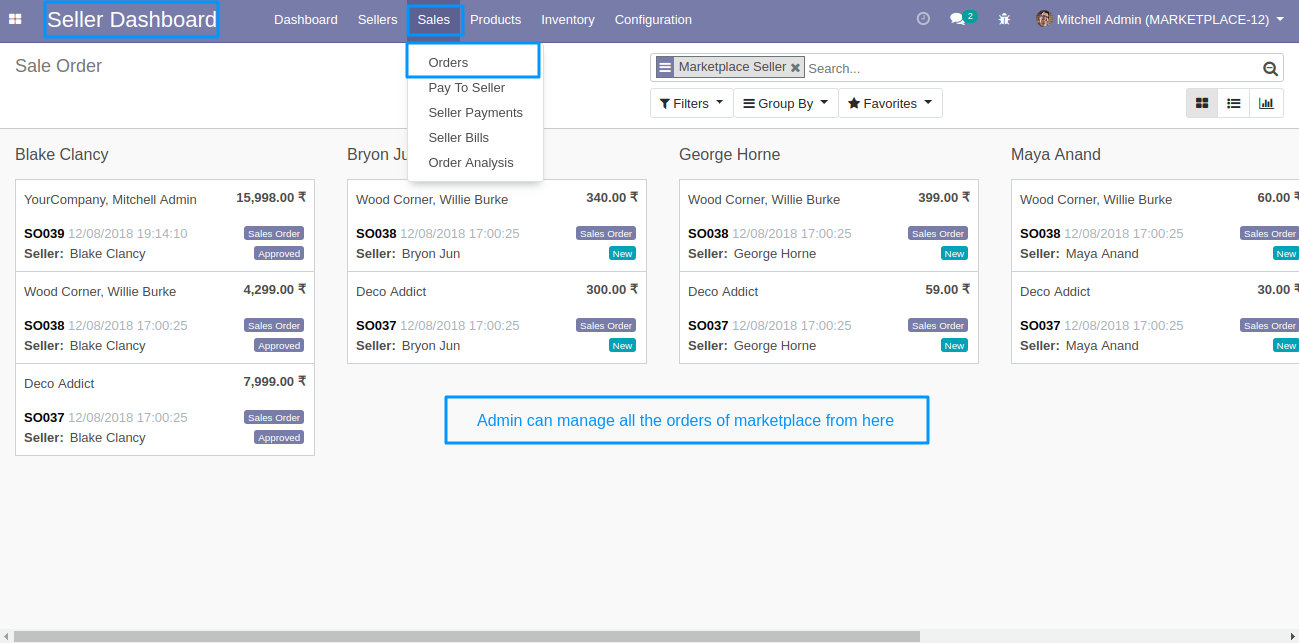 Seller Dashboard Dashboard Sellers Sales Products Inventory Configuration 2 Mitchell Admin (MARKETPLACE-12)
Sale Order
Orders
Pay To Seller
Seller Payments
Seller Bills
Order Analysis
Marketplace Seller Search...
Filters Group By Favorites
Blake Clancy
YourCompany, Mitchell Admin 15,998.00 ₹
SO039 12/08/2018 19:14:10 Sales Order
Seller: Blake Clancy Approved
Wood Corner, Willie Burke 4,299.00 ₹
SO038 12/08/2018 17:00:25 Sales Order
Seller: Blake Clancy Approved
Deco Addict 7,999.00 ₹
SO037 12/08/2018 17:00:25 Sales Order
Seller: Blake Clancy Approved
Bryon Ju
Wood Corner, Willie Burke 340.00 ₹
SO038 12/08/2018 17:00:25 Sales Order
Seller: Bryon Jun New
Deco Addict 300.00 ₹
SO037 12/08/2018 17:00:25 Sales Order
Seller: Bryon Jun New
George Horne
Wood Corner, Willie Burke 399.00 ₹
SO038 12/08/2018 17:00:25 Sales Order
Seller: George Horne New
Deco Addict 59.00 ₹
SO037 12/08/2018 17:00:25 Sales Order
Seller: George Horne New
Maya Anand
Wood Corner, Willie Burke 60.00 ₹
SO038 12/08/2018 17:00:25 Sales Order
Seller: Maya Anand New
Deco Addict 30.00 ₹
SO037 12/08/2018 17:00:25 Sales Order
Seller: Maya Anand New
Admin can manage all the orders of marketplace from here